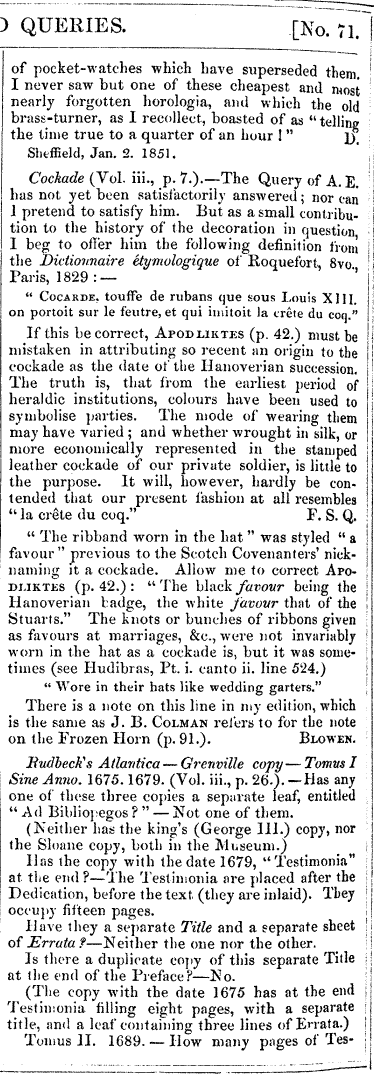 O QUERIES. [No. 71.
of pocket-watches which have superseded them.
I never saw but one of these cheapest and most
nearly forgotten horologia, and which the old
brass-turner, as I recollect, boasted of as "telling
the time true to a quarter of an hour!" D.
Sheffield, Jan. 2. 1851.
Cockade (Vol. iii., p. 7.).—The Query of A. E.
has not yet been satisfactorily answered; nor can
I pretend to satisfy him. But as a small contribu-
tion to the history of the decoration in question,
I beg to offer him the following definition from
the Dictionnaire étymologique of Roquefort, 8vo.,
Paris, 1829:—
"COCARDE, touffe de rubans que sous Louis XIII.
on portoit sur le feutre, et qui imitoit la crête du coq."
If this be correct, APODLIKTES (p. 42.) must be
mistaken in attributing so recent an origin to the
cockade as the date of the Hanoverian succession.
The truth is, that from the earliest period of
heraldic institutions, colours have been used to
symbolise parties. The mode of wearing them
may have varied; and whether wrought in silk, or
more economically represented in the stamped
leather cockade of our private soldier, is little to
the purpose. It will, however, hardly be con-
tended that our present fashion at all resembles
"la crête du coq." F. S. Q.
"The ribband worn in the hat" was styled "a
favour" previous to the Scotch Covenanters' nick-
naming it a cockade. Allow me to correct APO-
DLIKTES (p. 42.): "The black favour being the
Hanoverian badge, the white favour that of the
Stuarts." The knots or bunches of ribbons given
as favours at marriages, &c., were not invariably
worn in the hat as a cockade is, but it was some-
times (see Hudibras, Pt. i. canto ii. line 524.)
"Wore in their hats like wedding garters."
There is a note on this line in my edition, which
is the same as J. B. COLMAN refers to for the note
on the Frozen Horn (p. 91.). BLOWEN.
Rudbeck's Atlantica—Grenville copy—Tomus I
Sine Anno. 1675. 1679. (Vol. iii., p. 26.).—Has any
one of these three copies a separate leaf, entitled
"Ad Bibliopegos?"—Not one of them.
(Neither has the king's (George III.) copy, nor
the Sloane copy, both in the Museum.)
Has the copy with the date 1679, "Testimonia"
at the end?—The Testimonia are placed after the
Dedication, before the text (they are inlaid). They
occupy fifteen pages.
Have they a separate Title and a separate sheet
of Errata?—Neither the one nor the other.
Is there a duplicate copy of this separate Title
at the end of the Preface?—No.
(The copy with the date 1675 has at the end
Testimonia filling eight pages, with a separate
title, and a leaf containing three lines of Errata.)
Tomus II. 1689.—How many pages of Tes-